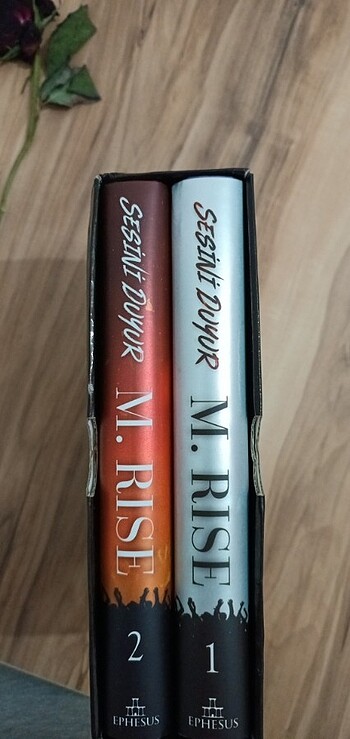 SESİNİ DUYUR
M. RISE
2
EPHESUS
SESİNİ DUYUR
M. RISE
1
EPHESUS